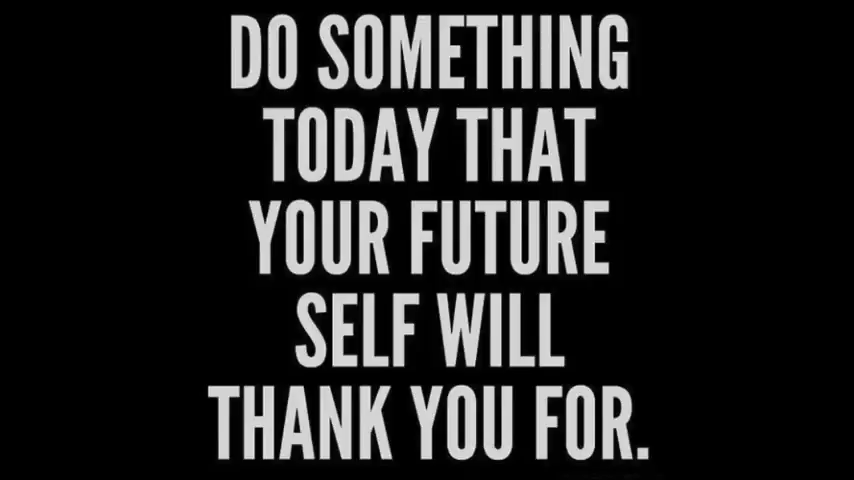 DO SOMETHING
TODAY THAT
YOUR FUTURE
SELF WILL
THANK YOU FOR.